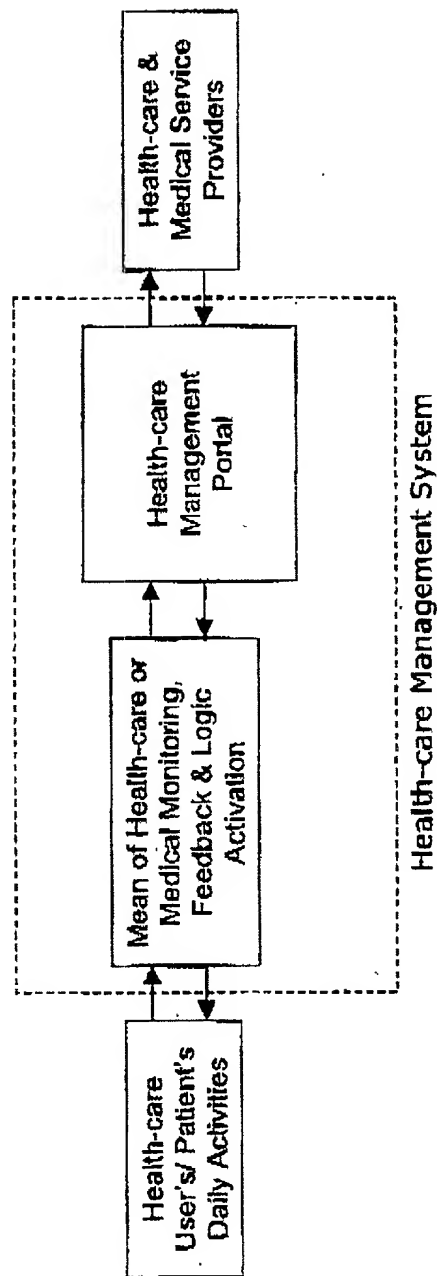 Health-care
User's/ Patient's
Daily Activities
Mean of Health-care or
Medical Monitoring,
Feedback & Logic
Activation
Health-care
Management
Portal
Health-care &
Medical Service
Providers
Health-care Management System